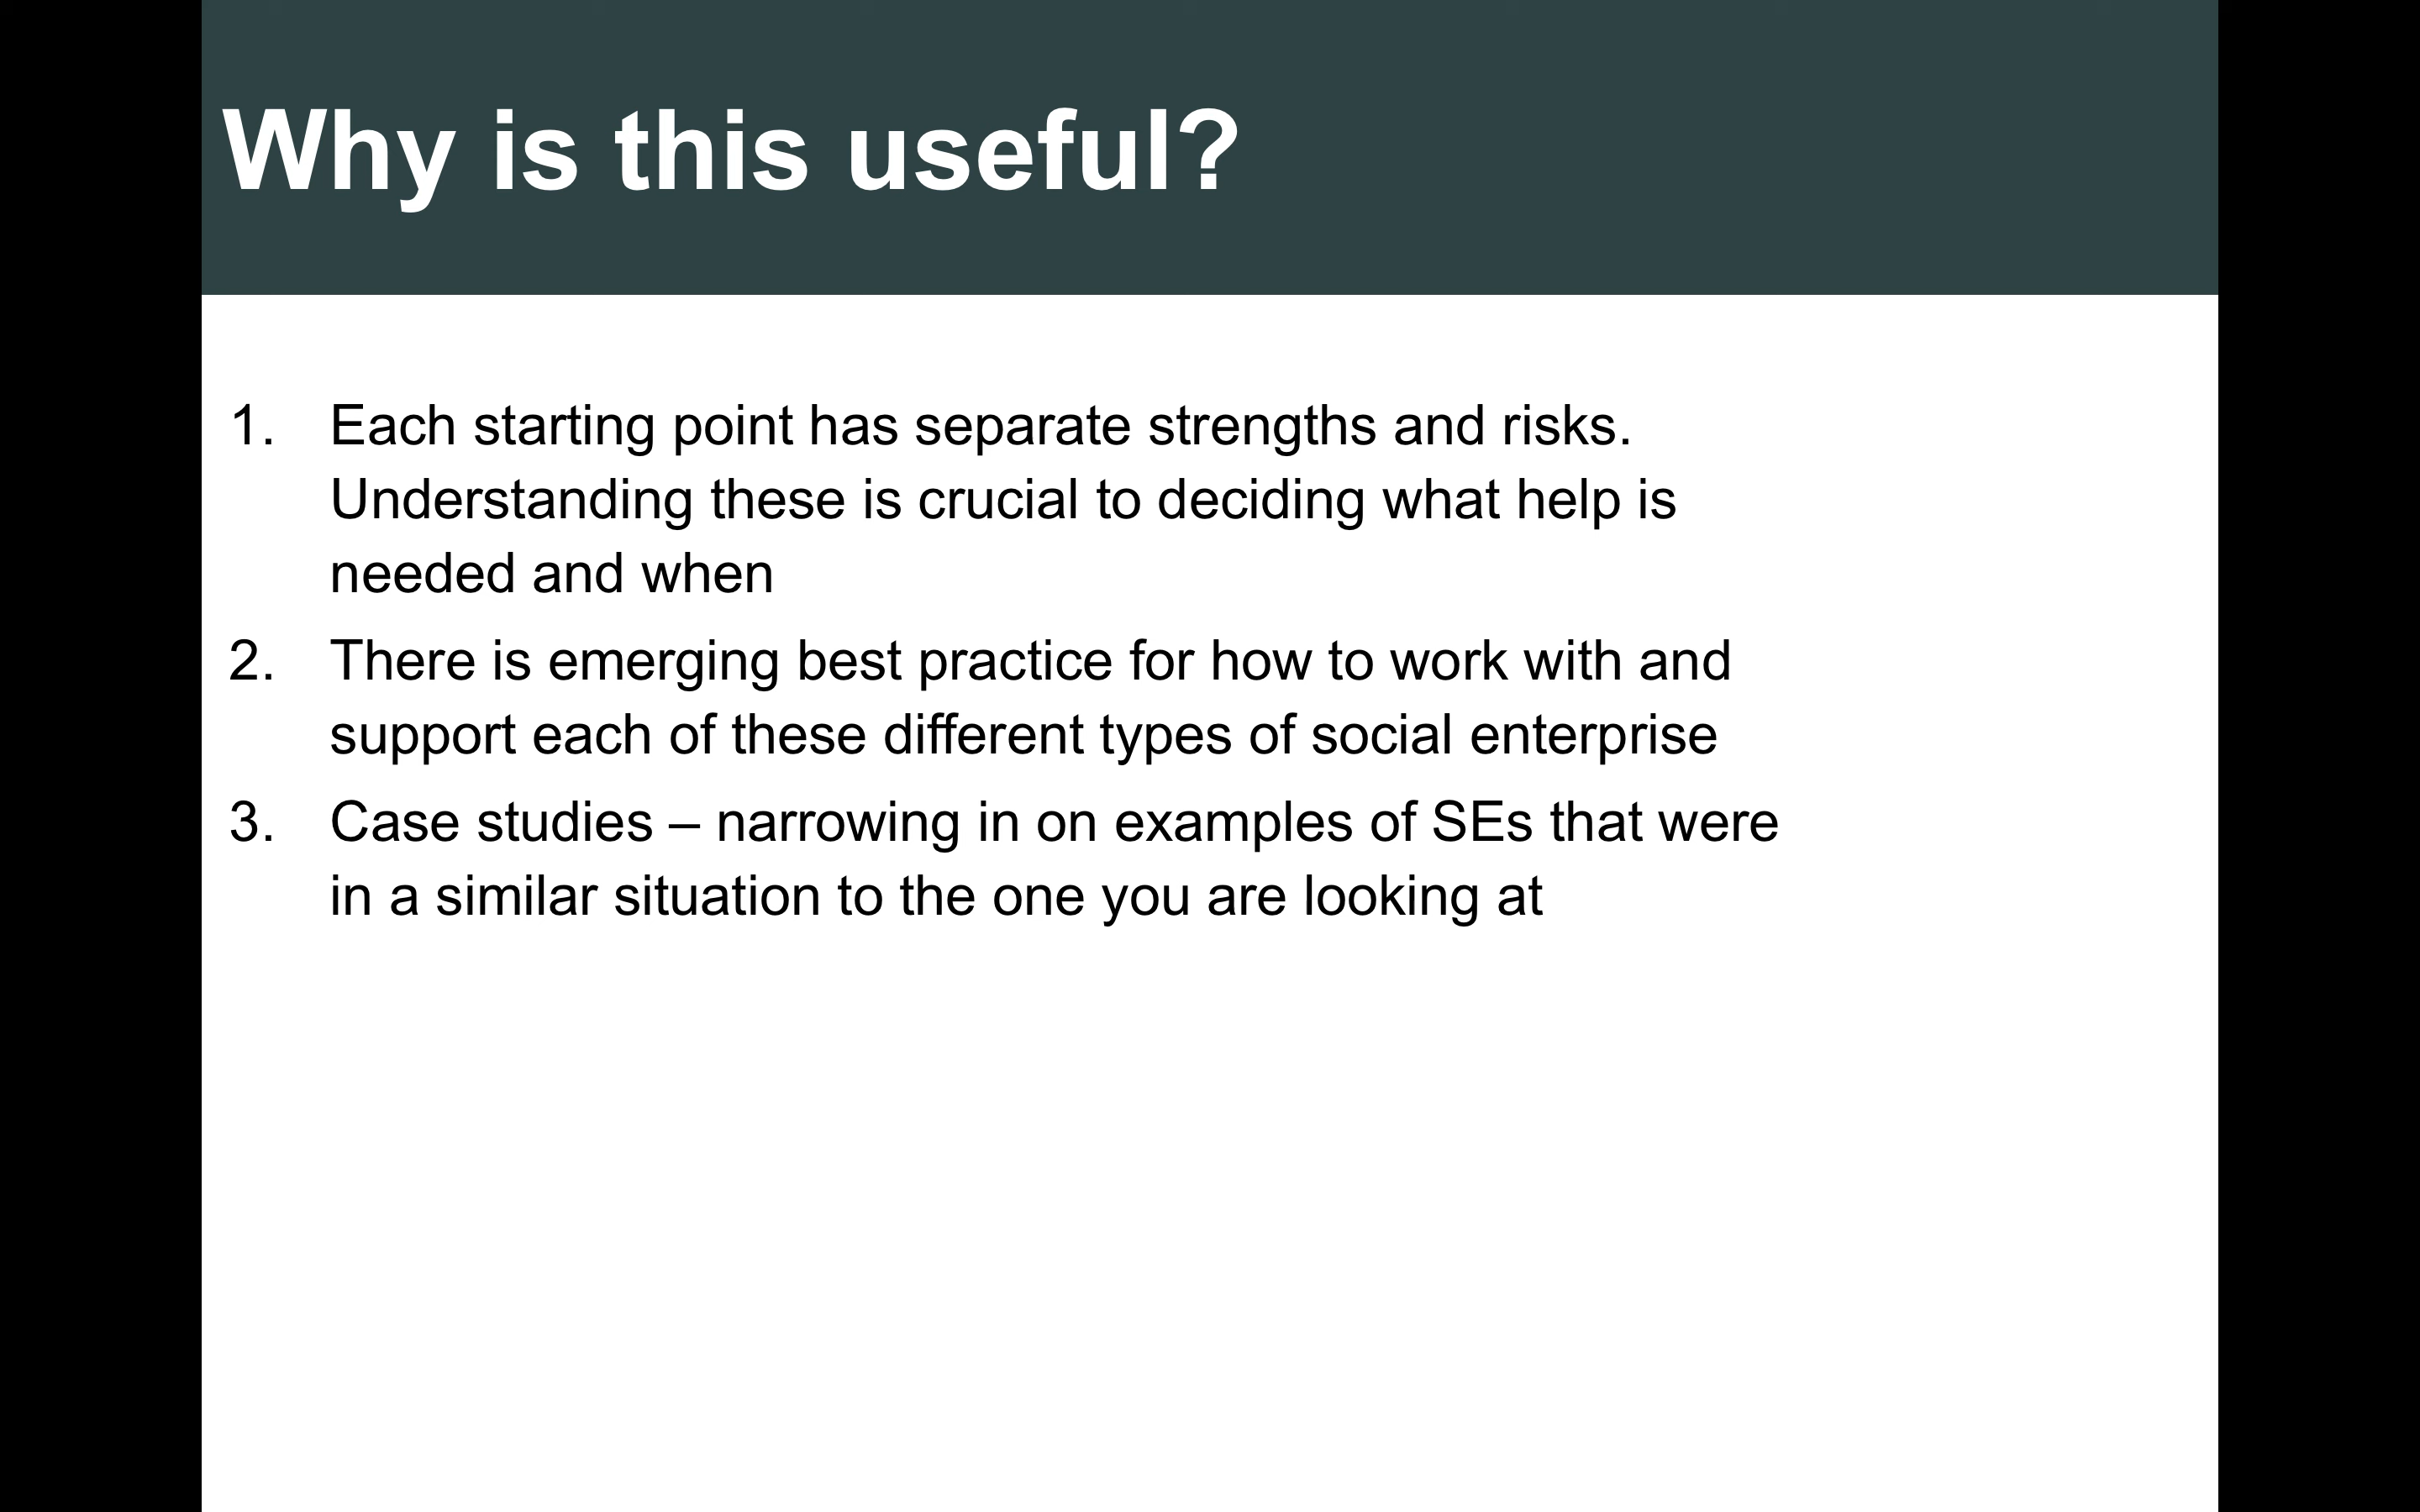 Why is this useful?
1. Each starting point has separate strengths and risks.
Understanding these is crucial to deciding what help is
needed and when
2. There is emerging best practice for how to work with and
support each of these different types of social enterprise
3. Case studies – narrowing in on examples of SEs that were
in a similar situation to the one you are looking at